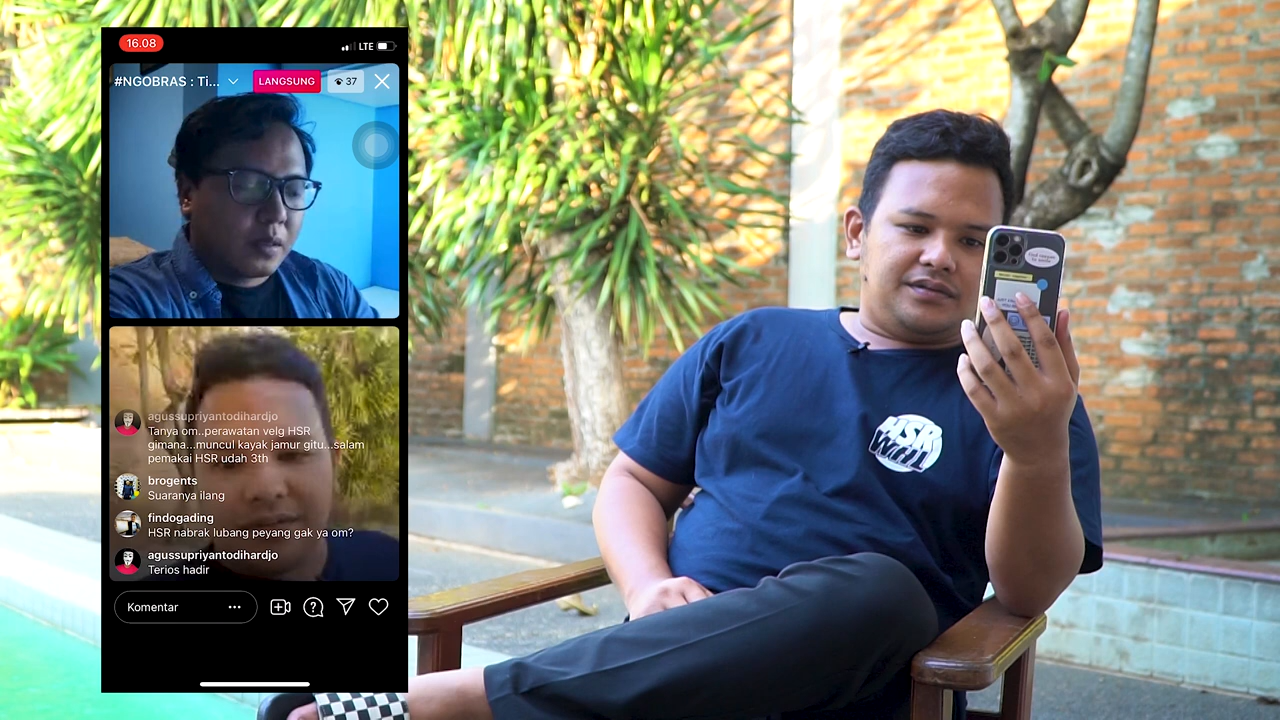 16.08
LTE
#NGOBRAS : Ti...
LANGSUNG
37
agussupriyantodihardjo
Tanya om..perawatan velg HSR
gimana...muncul kayak jamur gitu...salam
pemakai HSR udah 3th
brogents
Suaranya ilang
findogading
HSR nabrak lubang peyang gak ya om?
agussupriyantodihardjo
Terios hadir
Komentar
HSR
WHL